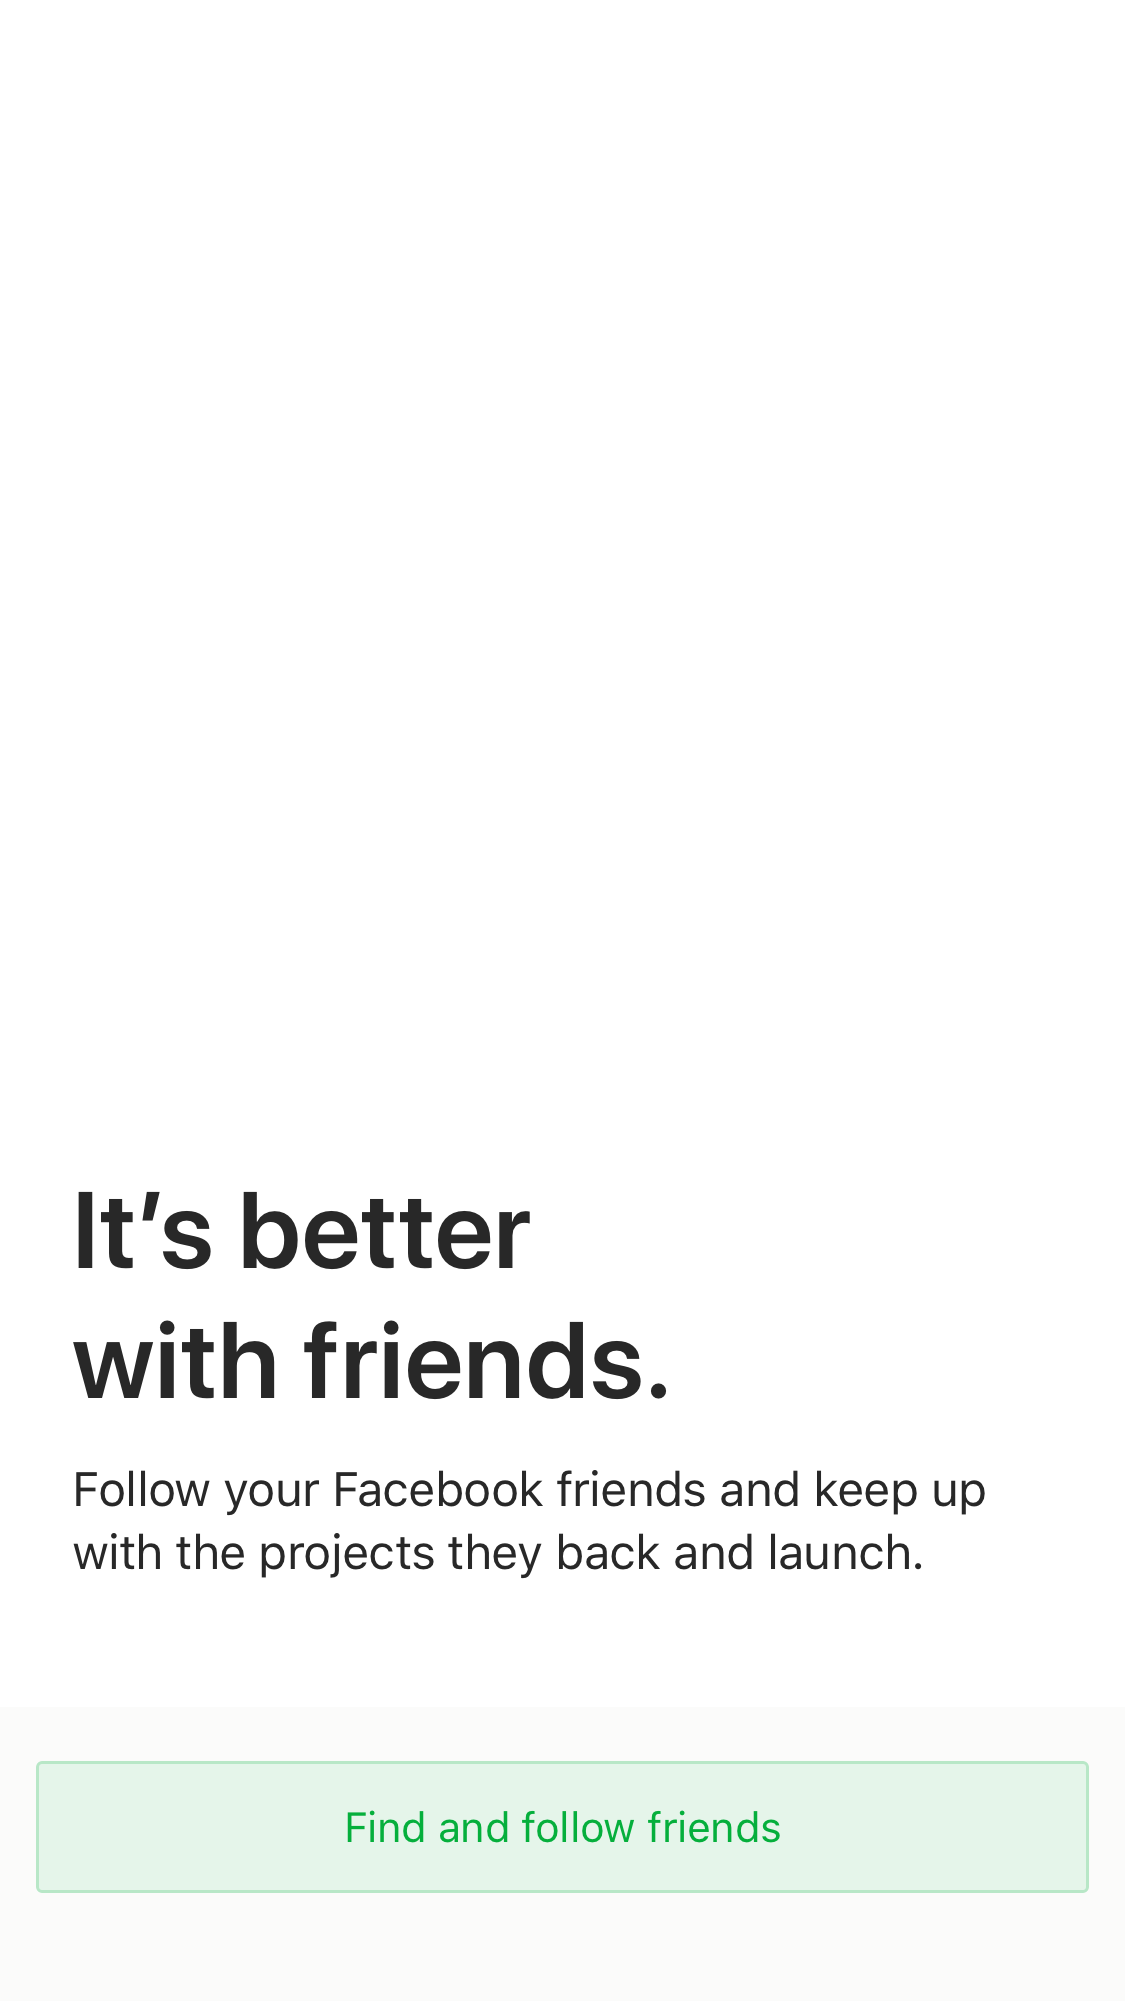 It’s better
with friends.
Follow your Facebook friends and keep up
with the projects they back and launch.
Find and follow friends